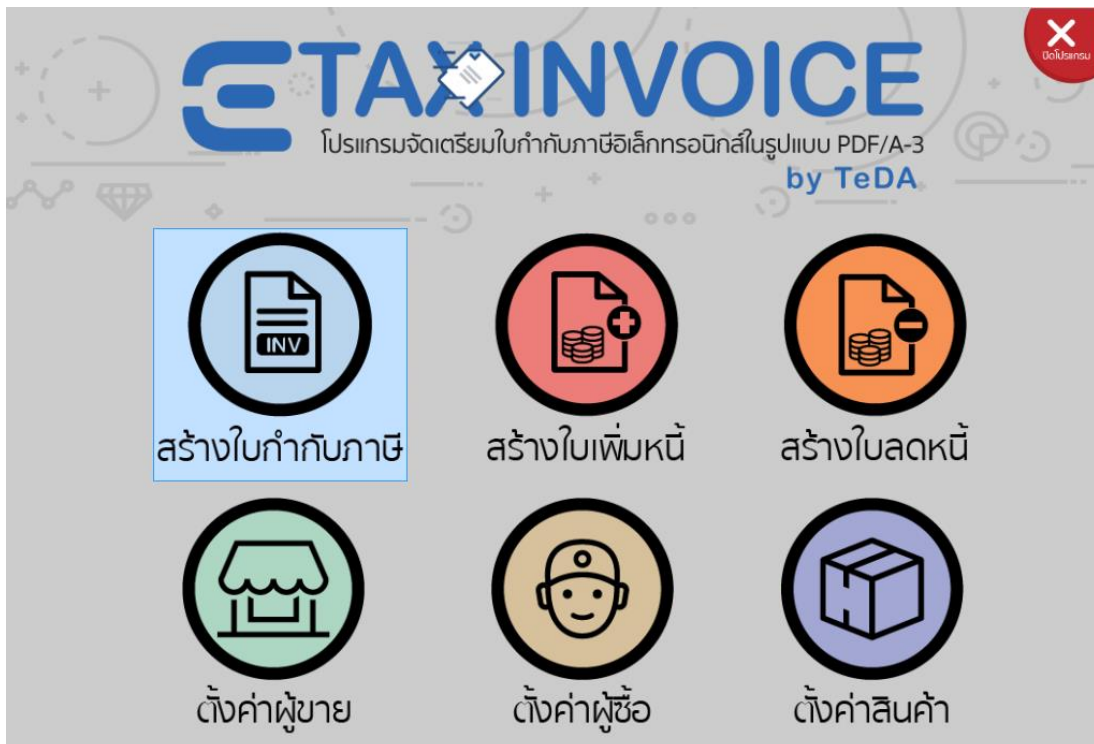 ETAXINVOICE
ปิดโปรแกรม
โปรแกรมจัดเตรียมใบกำกับภาษีอิเล็กทรอนิกส์ในรูปแบบ PDF/A-3
by TeDA
INV
สร้างใบกำกับภาษี
สร้างใบเพิ่มหนี้
สร้างใบลดหนี้
ตั้งค่าผู้ขาย
ตั้งค่าผู้ซื้อ
ตั้งค่าสินค้า